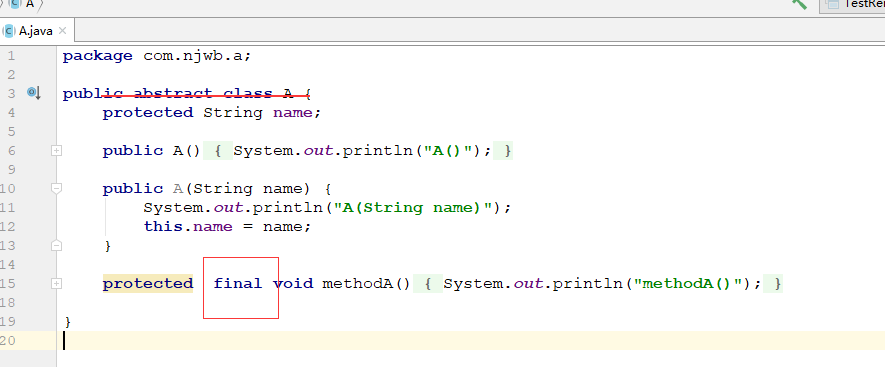 A
TestRe
A.java
1 package com.njwb.a;
2
3 public abstract class A {
4 protected String name;
5
6 public A() { System.out.println("A()"); }
9
10 public A(String name) {
11 System.out.println("A(String name)");
12 this.name = name;
13 }
14
15 protected final void methodA() { System.out.println("methodA()"); }
18
19 }
20